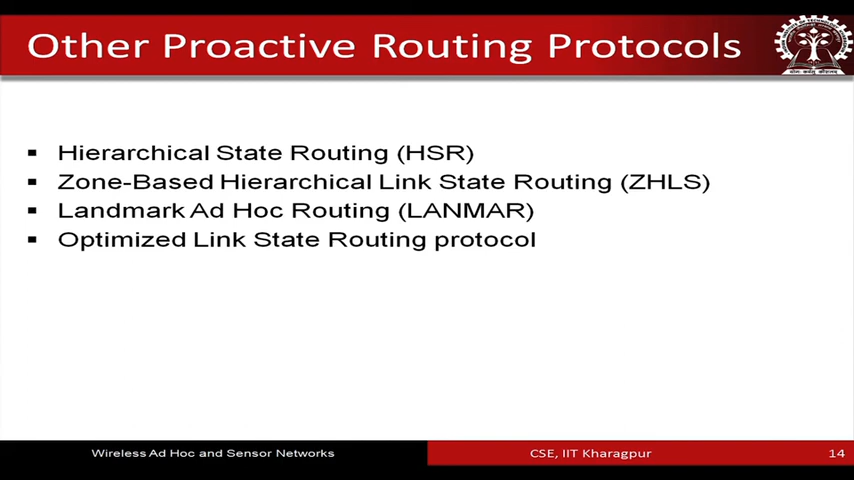 Other Proactive Routing Protocols
▪ Hierarchical State Routing (HSR)
▪ Zone-Based Hierarchical Link State Routing (ZHLS)
▪ Landmark Ad Hoc Routing (LANMAR)
▪ Optimized Link State Routing protocol
Wireless Ad Hoc and Sensor Networks
CSE, IIT Kharagpur
14